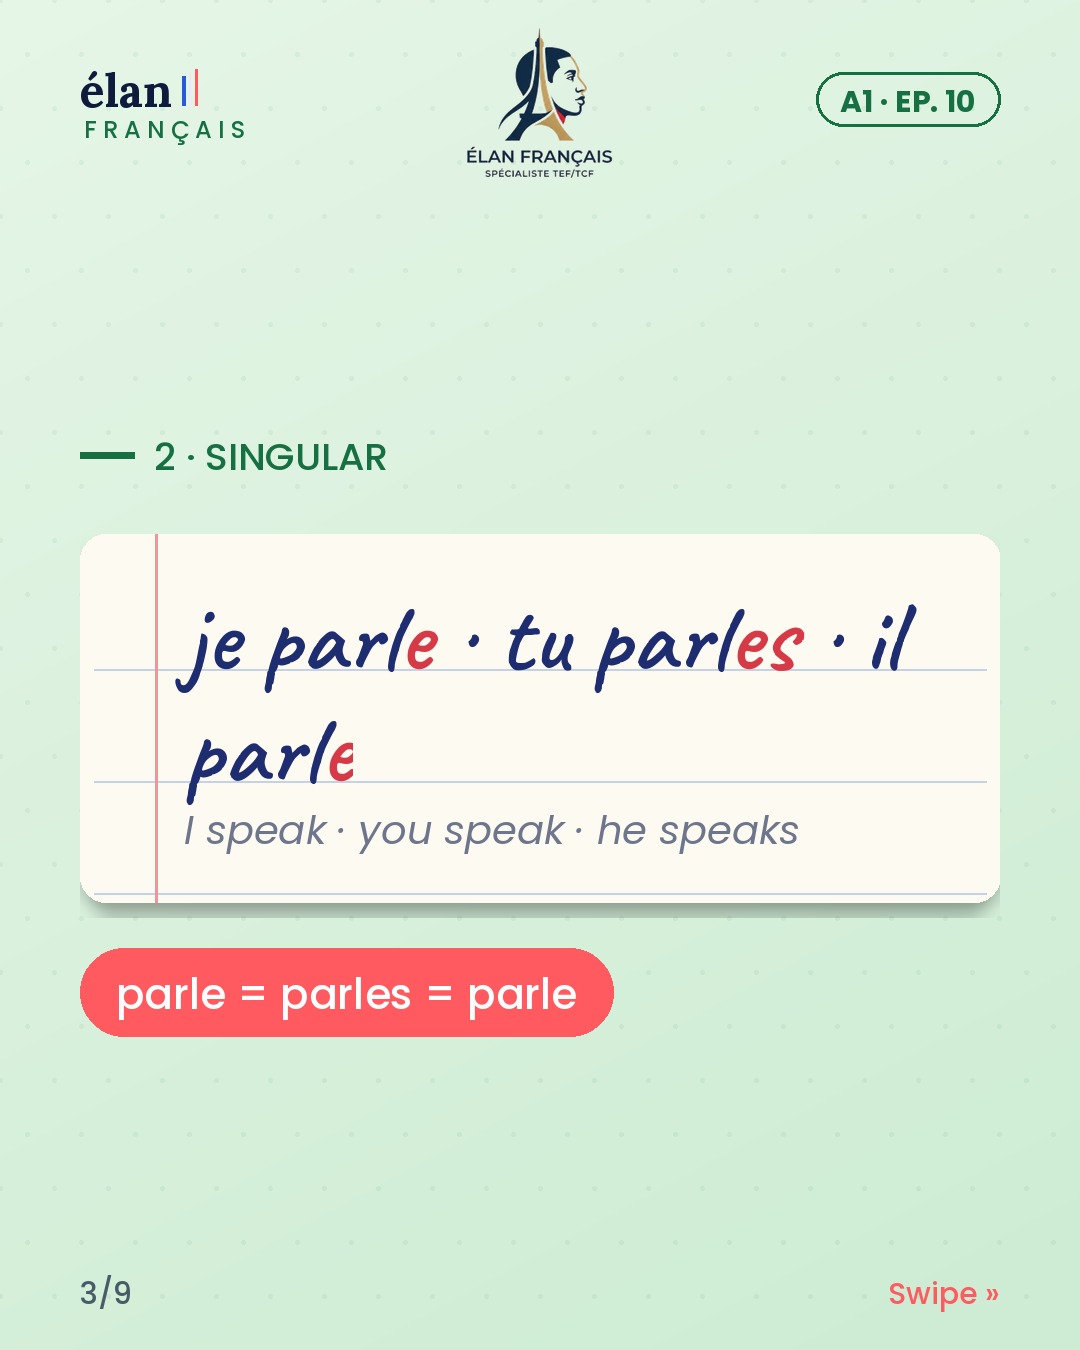 élan
FRANÇAIS
ÉLAN FRANÇAIS
SPÉCIALISTE TEF/TCF
A1 · EP. 10
2 · SINGULAR
je parle · tu parles · il
parle
I speak · you speak · he speaks
parle = parles = parle
3/9
Swipe »